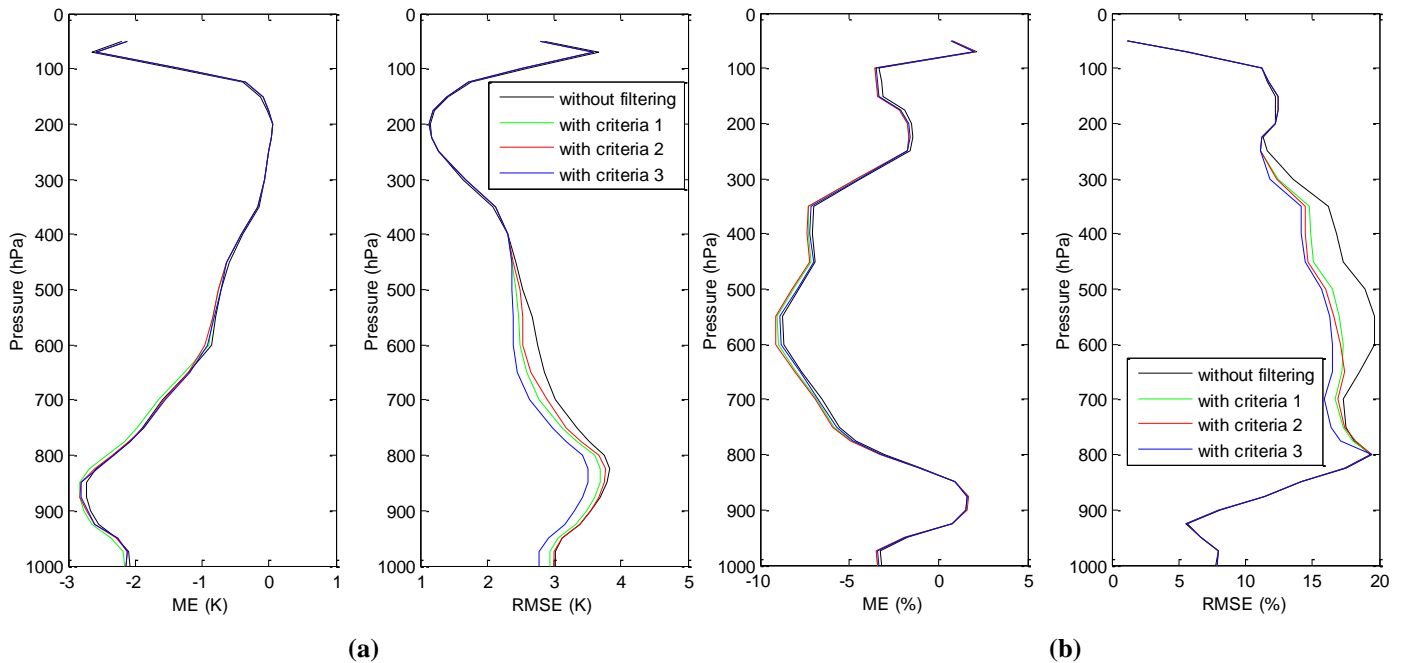 0
100
200
300
400
500
600
700
800
900
1000
Pressure (hPa)
-3 -2 -1 0 1
ME (K)
0
100
200
300
400
500
600
700
800
900
1000
Pressure (hPa)
without filtering
with criteria 1
with criteria 2
with criteria 3
1 2 3 4 5
RMSE (K)
(a)
0
100
200
300
400
500
600
700
800
900
1000
Pressure (hPa)
-10 -5 0 5
ME (%)
0
100
200
300
400
500
600
700
800
900
1000
Pressure (hPa)
without filtering
with criteria 1
with criteria 2
with criteria 3
0 5 10 15 20
RMSE (%)
(b)